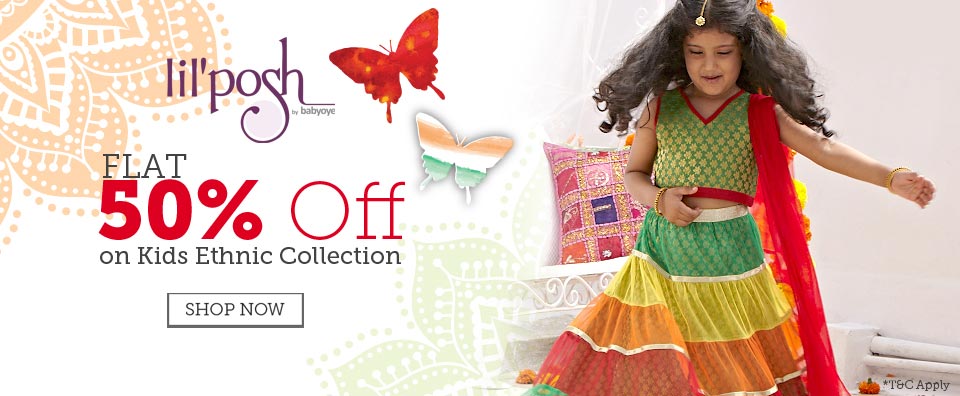 lil'posh
by babyoye
FLAT
50% Off
on Kids Ethnic Collection
SHOP NOW
*T&C Apply